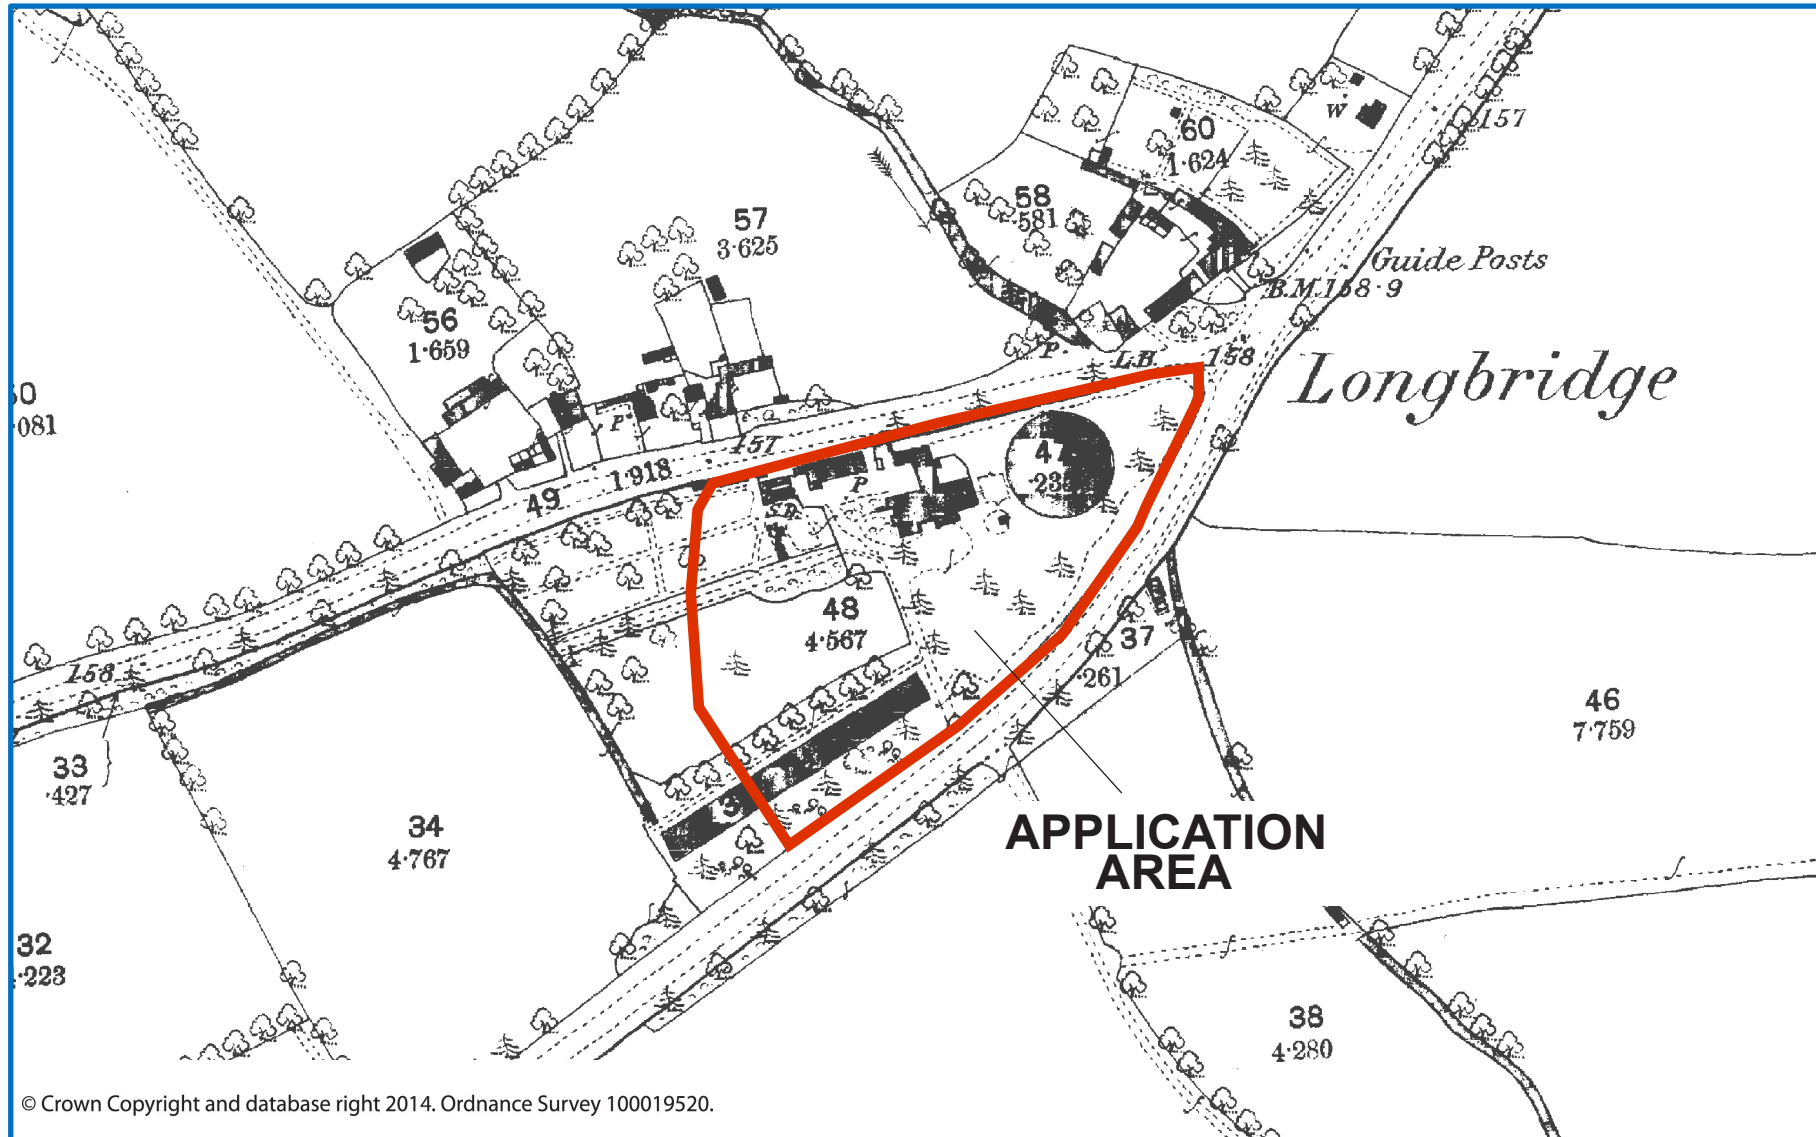 157
60
1·624
W
58
·581
57
3·625
Guide Posts
B.M.158·9
56
1·659
P.
L.B.
158
Longbridge
·081
P
157
1·918
49
47
P
S.D.
48
4·567
37
·261
158
46
7·759
33
·427
34
4·767
APPLICATION
AREA
32
·223
38
4·280
© Crown Copyright and database right 2014. Ordnance Survey 100019520.